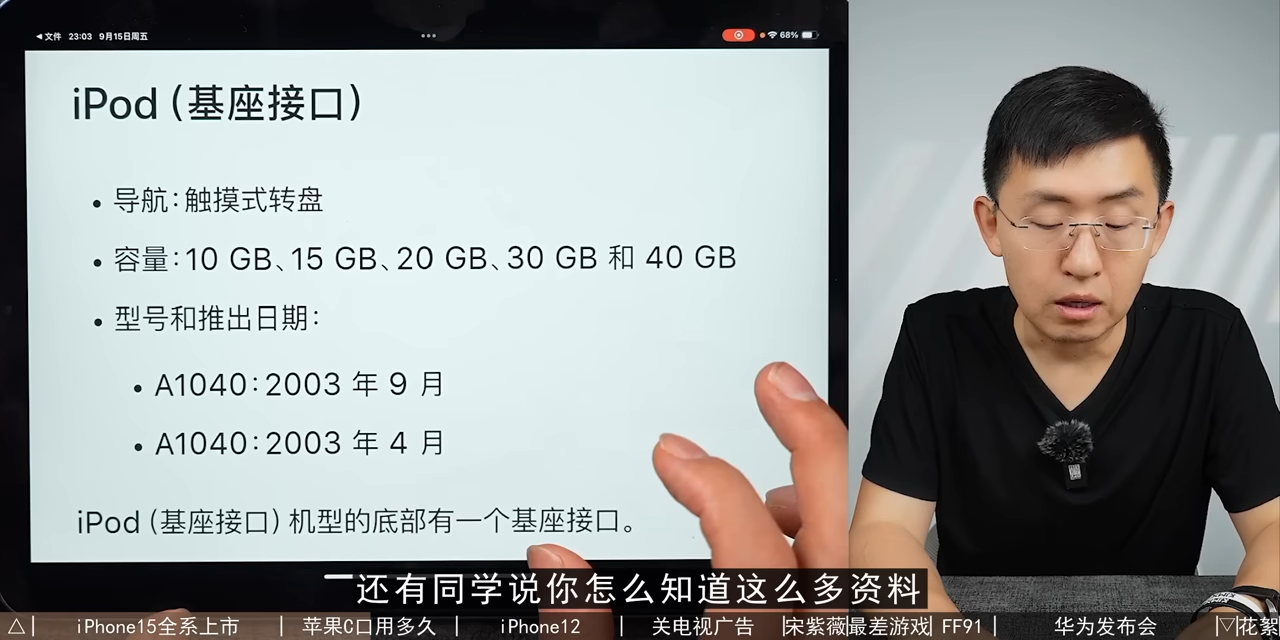 文件 23:03 9月15日周五
68%
iPod（基座接口）
• 导航：触摸式转盘
• 容量：10 GB、15 GB、20 GB、30 GB 和 40 GB
• 型号和推出日期：
• A1040：2003 年 9 月
• A1040：2003 年 4 月
iPod（基座接口）机型的底部有一个基座接口。
还有同学说你怎么知道这么多资料
△| iPhone15全系上市 | 苹果C口用多久 | iPhone12 | 关电视广告 |宋紫薇|最差游戏| FF91 | 华为发布会 |▽花絮